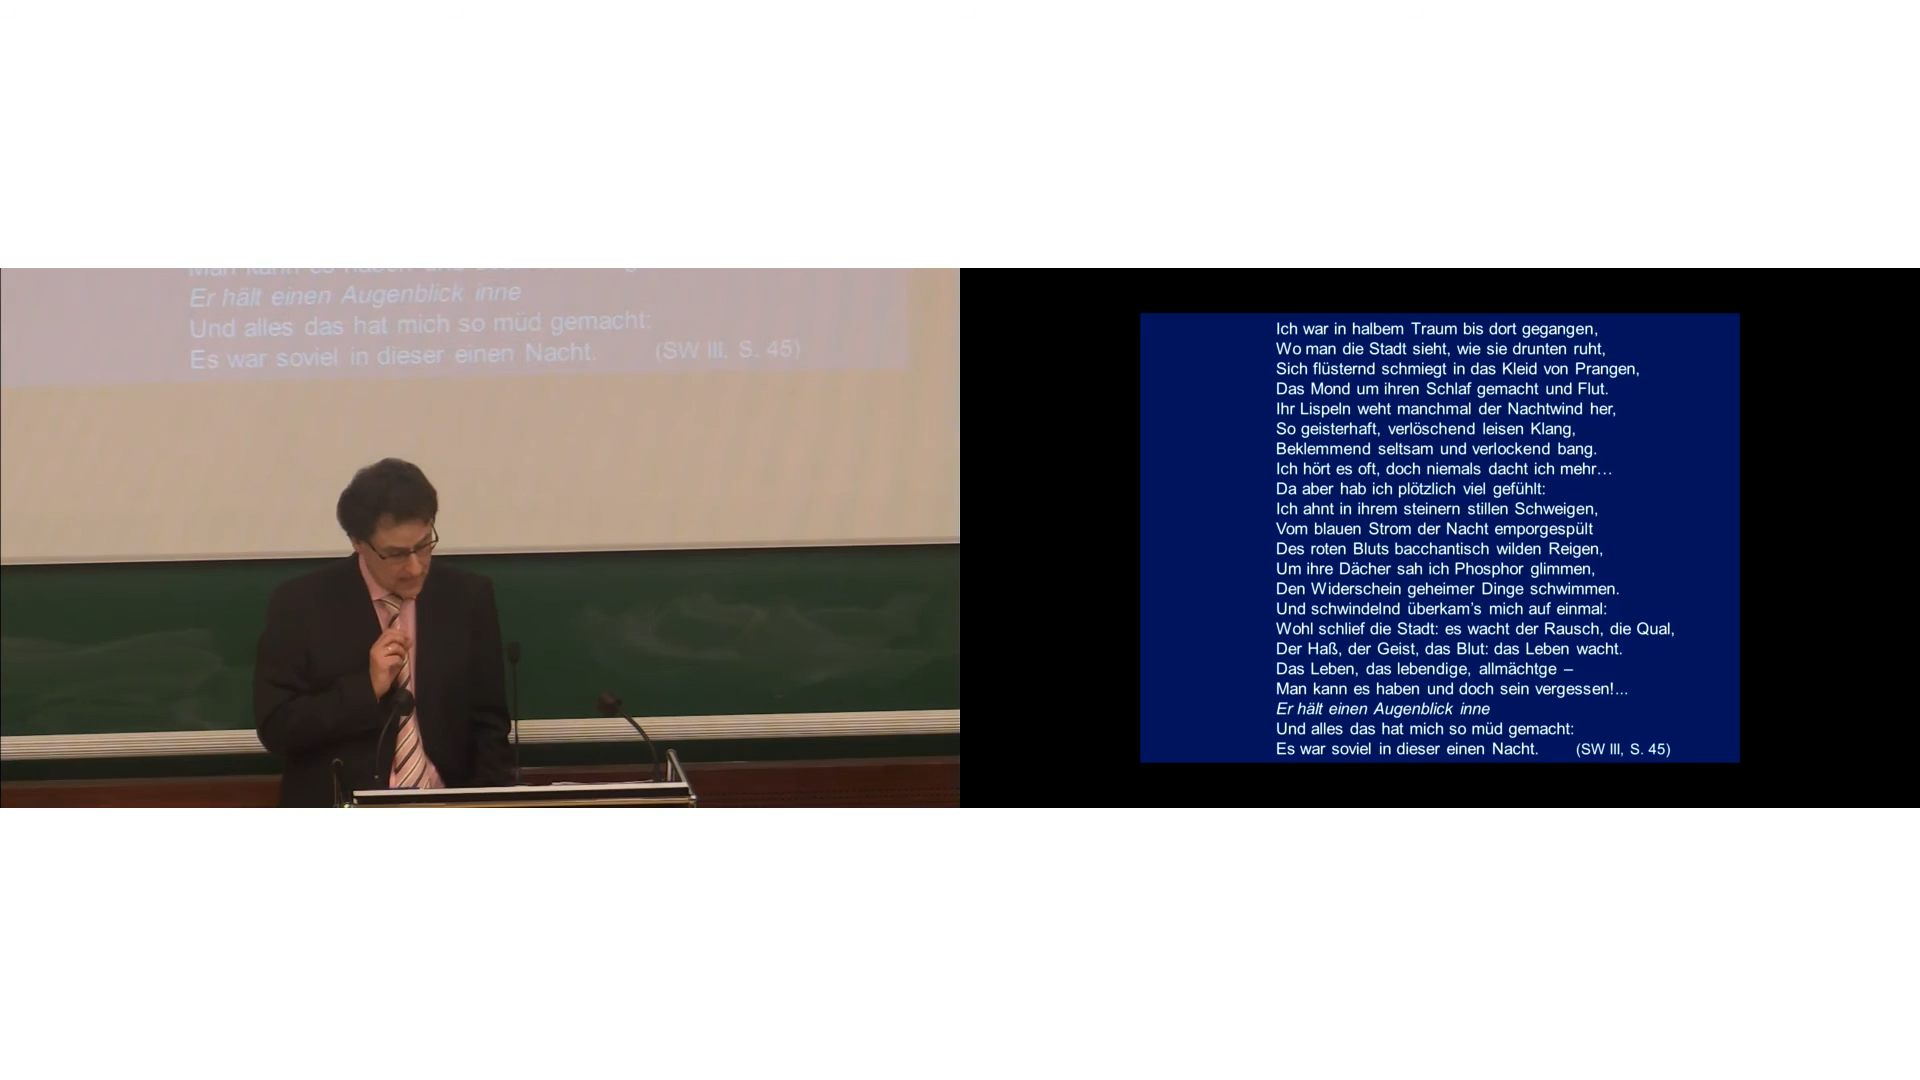 Man kann es haben und
Er hält einen Augenblick inne
Und alles das hat mich so müd gemacht:
Es war soviel in dieser einen Nacht. (SW III, S. 45)
Ich war in halbem Traum bis dort gegangen,
Wo man die Stadt sieht, wie sie drunten ruht,
Sich flüsternd schmiegt in das Kleid von Prangen,
Das Mond um ihren Schlaf gemacht und Flut.
Ihr Lispeln weht manchmal der Nachtwind her,
So geisterhaft, verlöschend leisen Klang,
Beklemmend seltsam und verlockend bang.
Ich hört es oft, doch niemals dacht ich mehr…
Da aber hab ich plötzlich viel gefühlt:
Ich ahnt in ihrem steinern stillen Schweigen,
Vom blauen Strom der Nacht emporgespült
Des roten Bluts bacchantisch wilden Reigen,
Um ihre Dächer sah ich Phosphor glimmen,
Den Widerschein geheimer Dinge schwimmen.
Und schwindelnd überkam’s mich auf einmal:
Wohl schlief die Stadt: es wacht der Rausch, die Qual,
Der Haß, der Geist, das Blut: das Leben wacht.
Das Leben, das lebendige, allmächtge –
Man kann es haben und doch sein vergessen!...
Er hält einen Augenblick inne
Und alles das hat mich so müd gemacht:
Es war soviel in dieser einen Nacht. (SW III, S. 45)